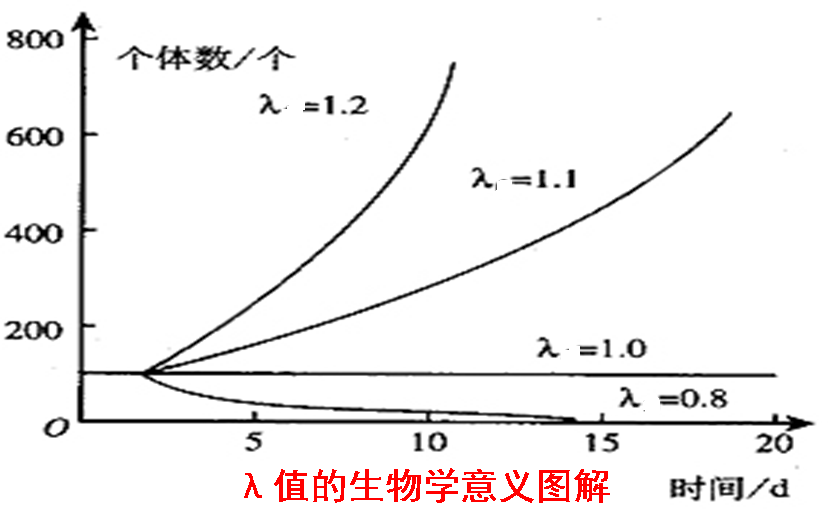 800
个体数/个
λ =1.2
600
λ =1.1
400
200
λ =1.0
λ =0.8
O
5
10
15
20
λ值的生物学意义图解
时间/d